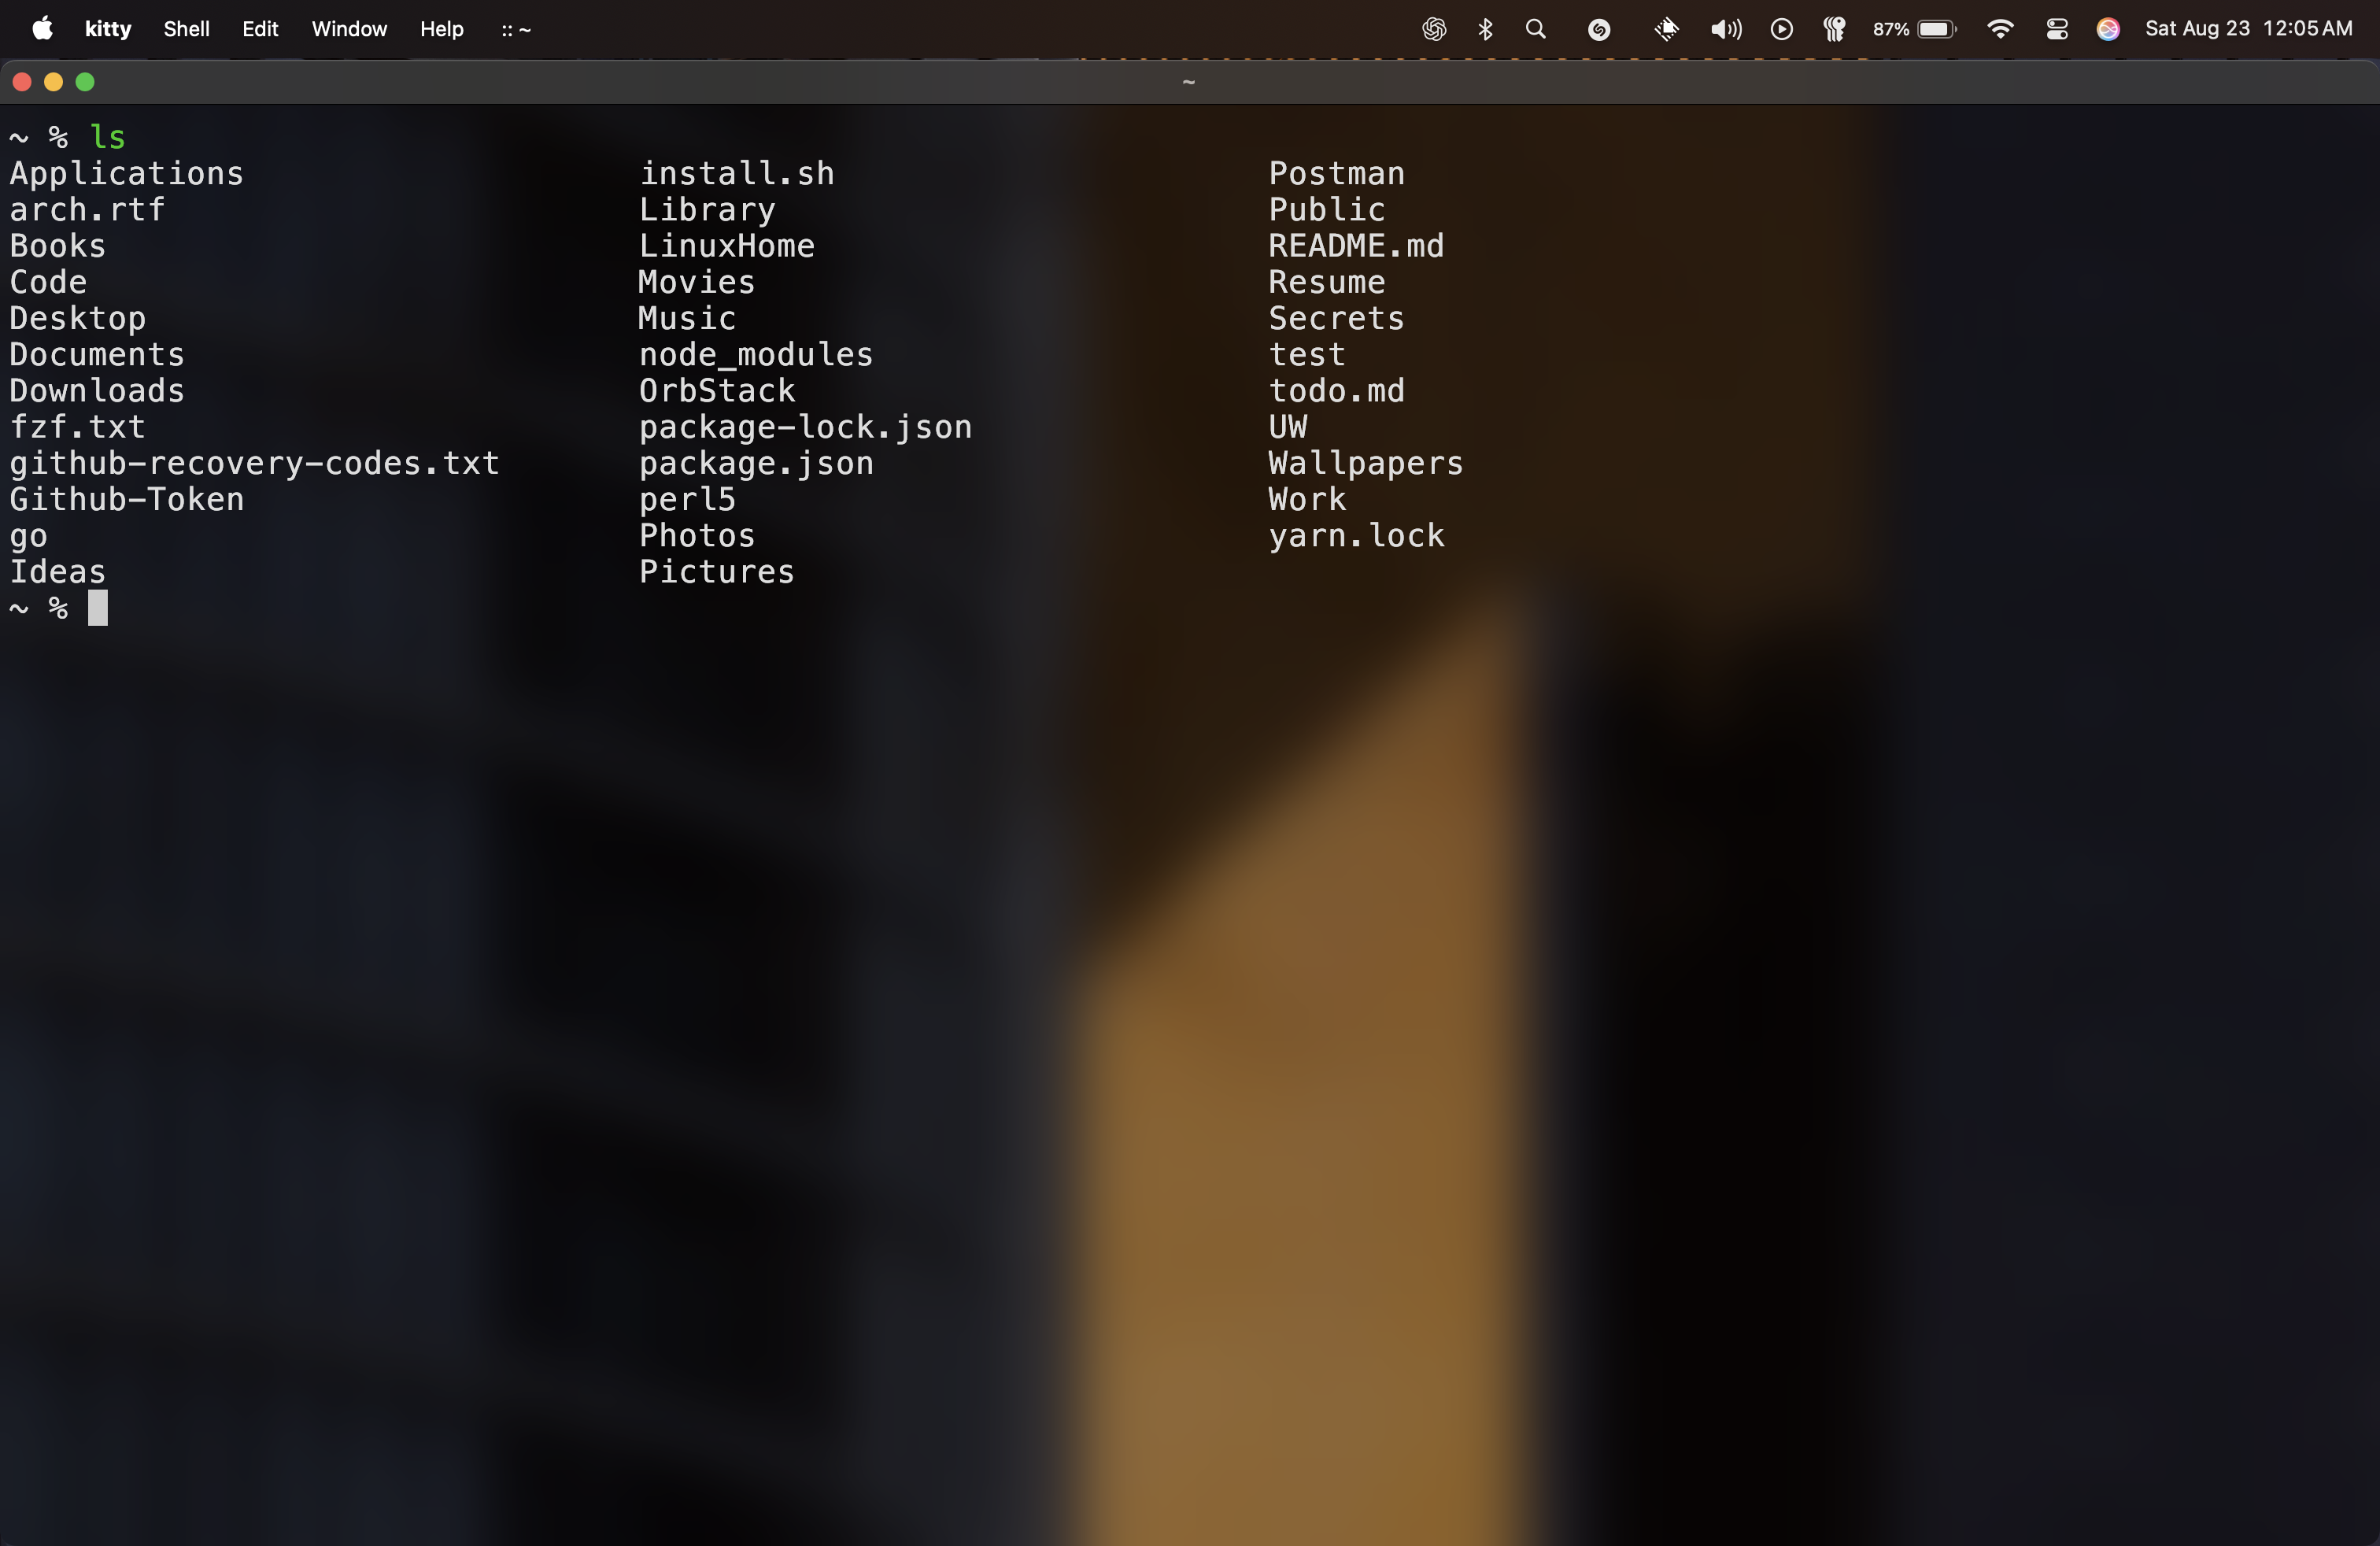 kitty Shell Edit Window Help :: ~ 87% Sat Aug 23 12:05 AM
~
~ % ls
Applications install.sh Postman
arch.rtf Library Public
Books LinuxHome README.md
Code Movies Resume
Desktop Music Secrets
Documents node_modules test
Downloads OrbStack todo.md
fzf.txt package-lock.json UW
github-recovery-codes.txt package.json Wallpapers
Github-Token perl5 Work
go Photos yarn.lock
Ideas Pictures
~ %